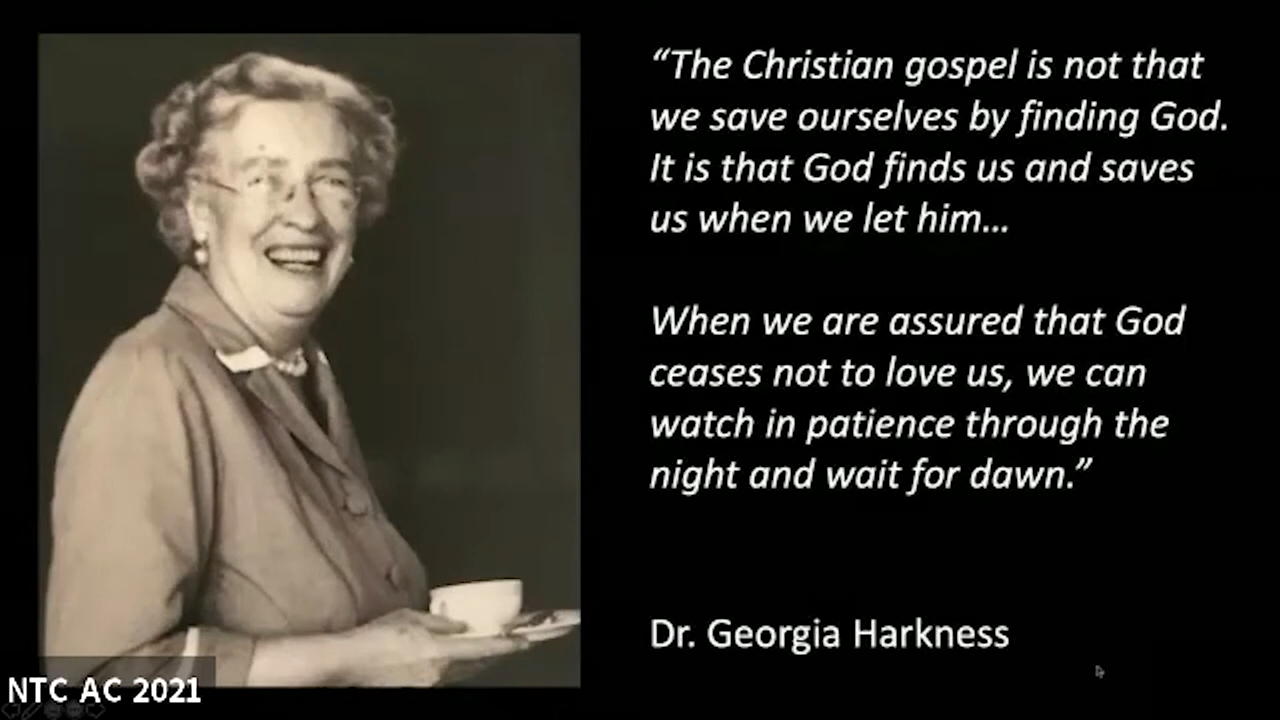 “The Christian gospel is not that
we save ourselves by finding God.
It is that God finds us and saves
us when we let him…
When we are assured that God
ceases not to love us, we can
watch in patience through the
night and wait for dawn.”
Dr. Georgia Harkness
NTC AC 2021